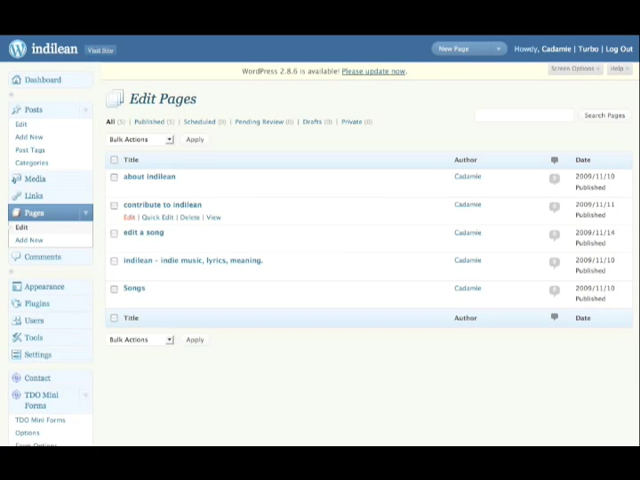 indilean Visit Site New Page Howdy, Cadamie | Turbo | Log Out
WordPress 2.8.6 is available! Please update now.
Screen Options Help
Dashboard
Posts
Edit
Add New
Post Tags
Categories
Media
Links
Pages
Edit
Add New
Comments
Appearance
Plugins
Users
Tools
Settings
Contact
TDO Mini
Forms
TDO Mini Forms
Options
Form Options
Edit Pages
All (5) | Published (5) | Scheduled (0) | Pending Review (0) | Drafts (0) | Private (0)
Search Pages
Bulk Actions Apply
Title Author Date
about indilean Cadamie 2009/11/10
Published
contribute to indilean Cadamie 2009/11/11
Edit | Quick Edit | Delete | View Published
edit a song Cadamie 2009/11/14
Published
indilean - indie music, lyrics, meaning. Cadamie 2009/11/10
Published
Songs Cadamie 2009/11/10
Published
Title Author Date
Bulk Actions Apply